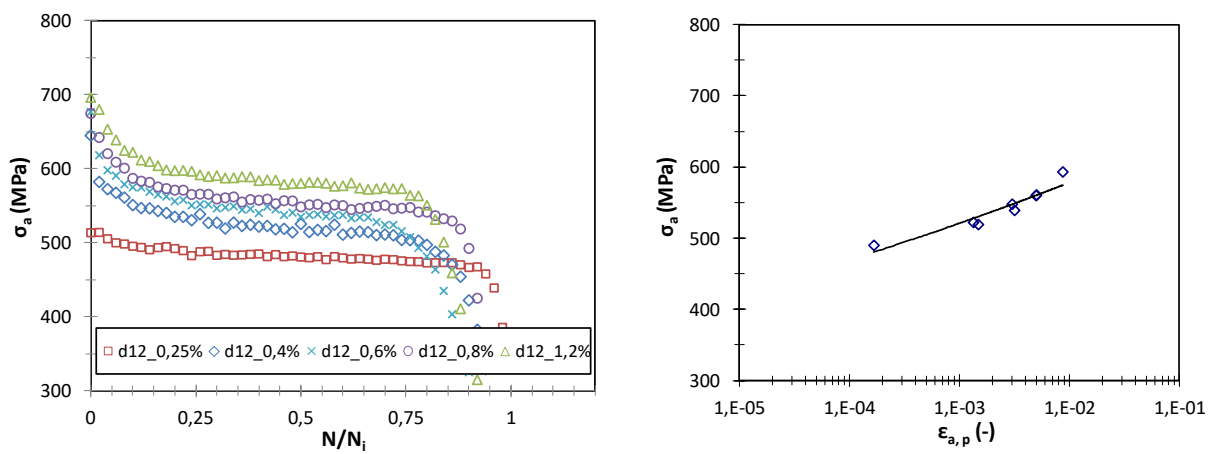 800
700
600
500
400
300
σa (MPa)
d12_0,25% d12_0,4% d12_0,6% d12_0,8% d12_1,2%
0 0,25 0,5 0,75 1
N/Ni
800
700
600
500
400
300
σa (MPa)
1,E-05 1,E-04 1,E-03 1,E-02 1,E-01
εa, p (-)